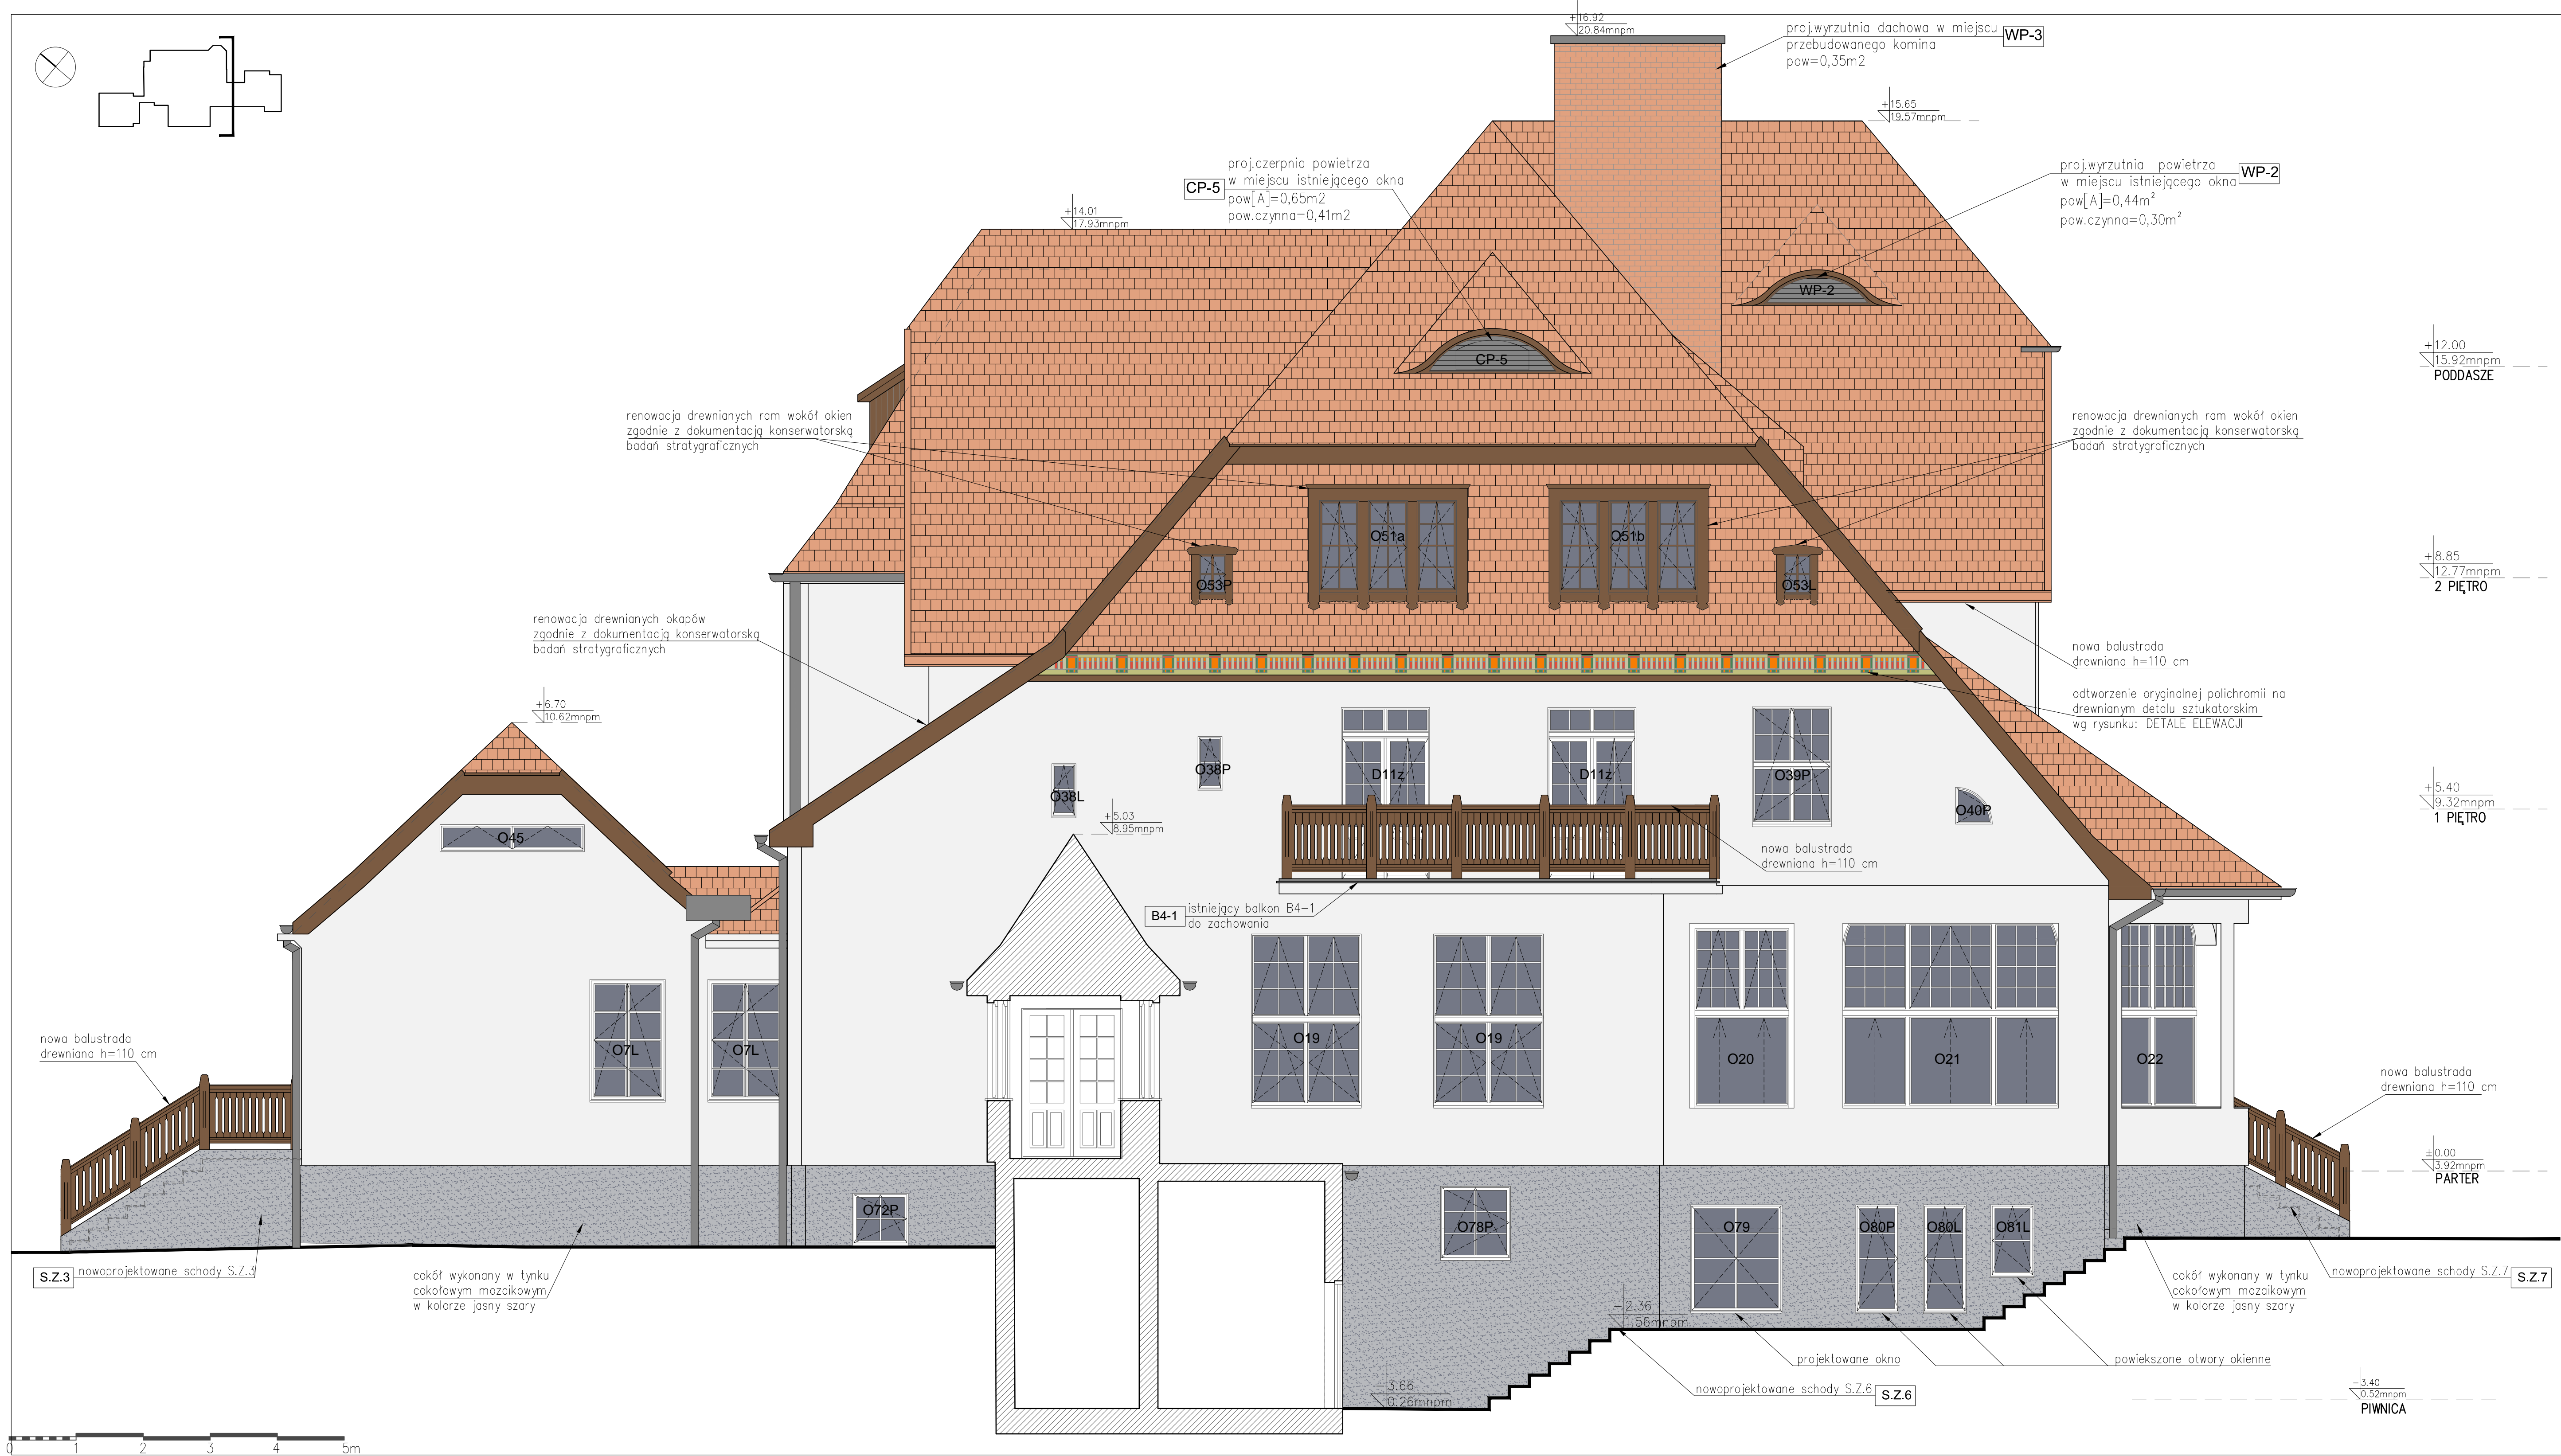 +16.92
20.84mnpm
proj.wyrzutnia dachowa w miejscu
przebudowanego komina
pow=0,35m2
WP-3
+15.65
19.57mnpm
proj.czerpnia powietrza
w miejscu istniejącego okna
pow[A]=0,65m2
pow.czynna=0,41m2
CP-5
proj.wyrzutnia powietrza
w miejscu istniejącego okna
pow[A]=0,44m²
pow.czynna=0,30m²
WP-2
+14.01
17.93mnpm
WP-2
CP-5
+12.00
15.92mnpm
PODDASZE
renowacja drewnianych ram wokół okien
zgodnie z dokumentacją konserwatorską
badań stratygraficznych
renowacja drewnianych ram wokół okien
zgodnie z dokumentacją konserwatorską
badań stratygraficznych
O51a
O51b
O53P
O53L
+8.85
12.77mnpm
2 PIĘTRO
renowacja drewnianych okapów
zgodnie z dokumentacją konserwatorską
badań stratygraficznych
nowa balustrada
drewniana h=110 cm
odtworzenie oryginalnej polichromii na
drewnianym detalu sztukatorskim
wg rysunku: DETALE ELEWACJI
+6.70
10.62mnpm
O38L
O38P
D11z
D11z
O39P
O40P
+5.40
9.32mnpm
1 PIĘTRO
+5.03
8.95mnpm
O45
nowa balustrada
drewniana h=110 cm
B4-1
istniejący balkon B4-1
do zachowania
nowa balustrada
drewniana h=110 cm
O7L
O7L
O19
O19
O20
O21
O22
nowa balustrada
drewniana h=110 cm
±0.00
3.92mnpm
PARTER
O72P
O78P
O79
O80P
O80L
O81L
S.Z.3
nowoprojektowane schody S.Z.3
cokół wykonany w tynku
cokołowym mozaikowym
w kolorze jasny szary
cokół wykonany w tynku
cokołowym mozaikowym
w kolorze jasny szary
nowoprojektowane schody S.Z.7
S.Z.7
-2.36
1.56mnpm
projektowane okno
powiekszone otwory okienne
nowoprojektowane schody S.Z.6
S.Z.6
-3.66
0.26mnpm
-3.40
0.52mnpm
PIWNICA
0 1 2 3 4 5m